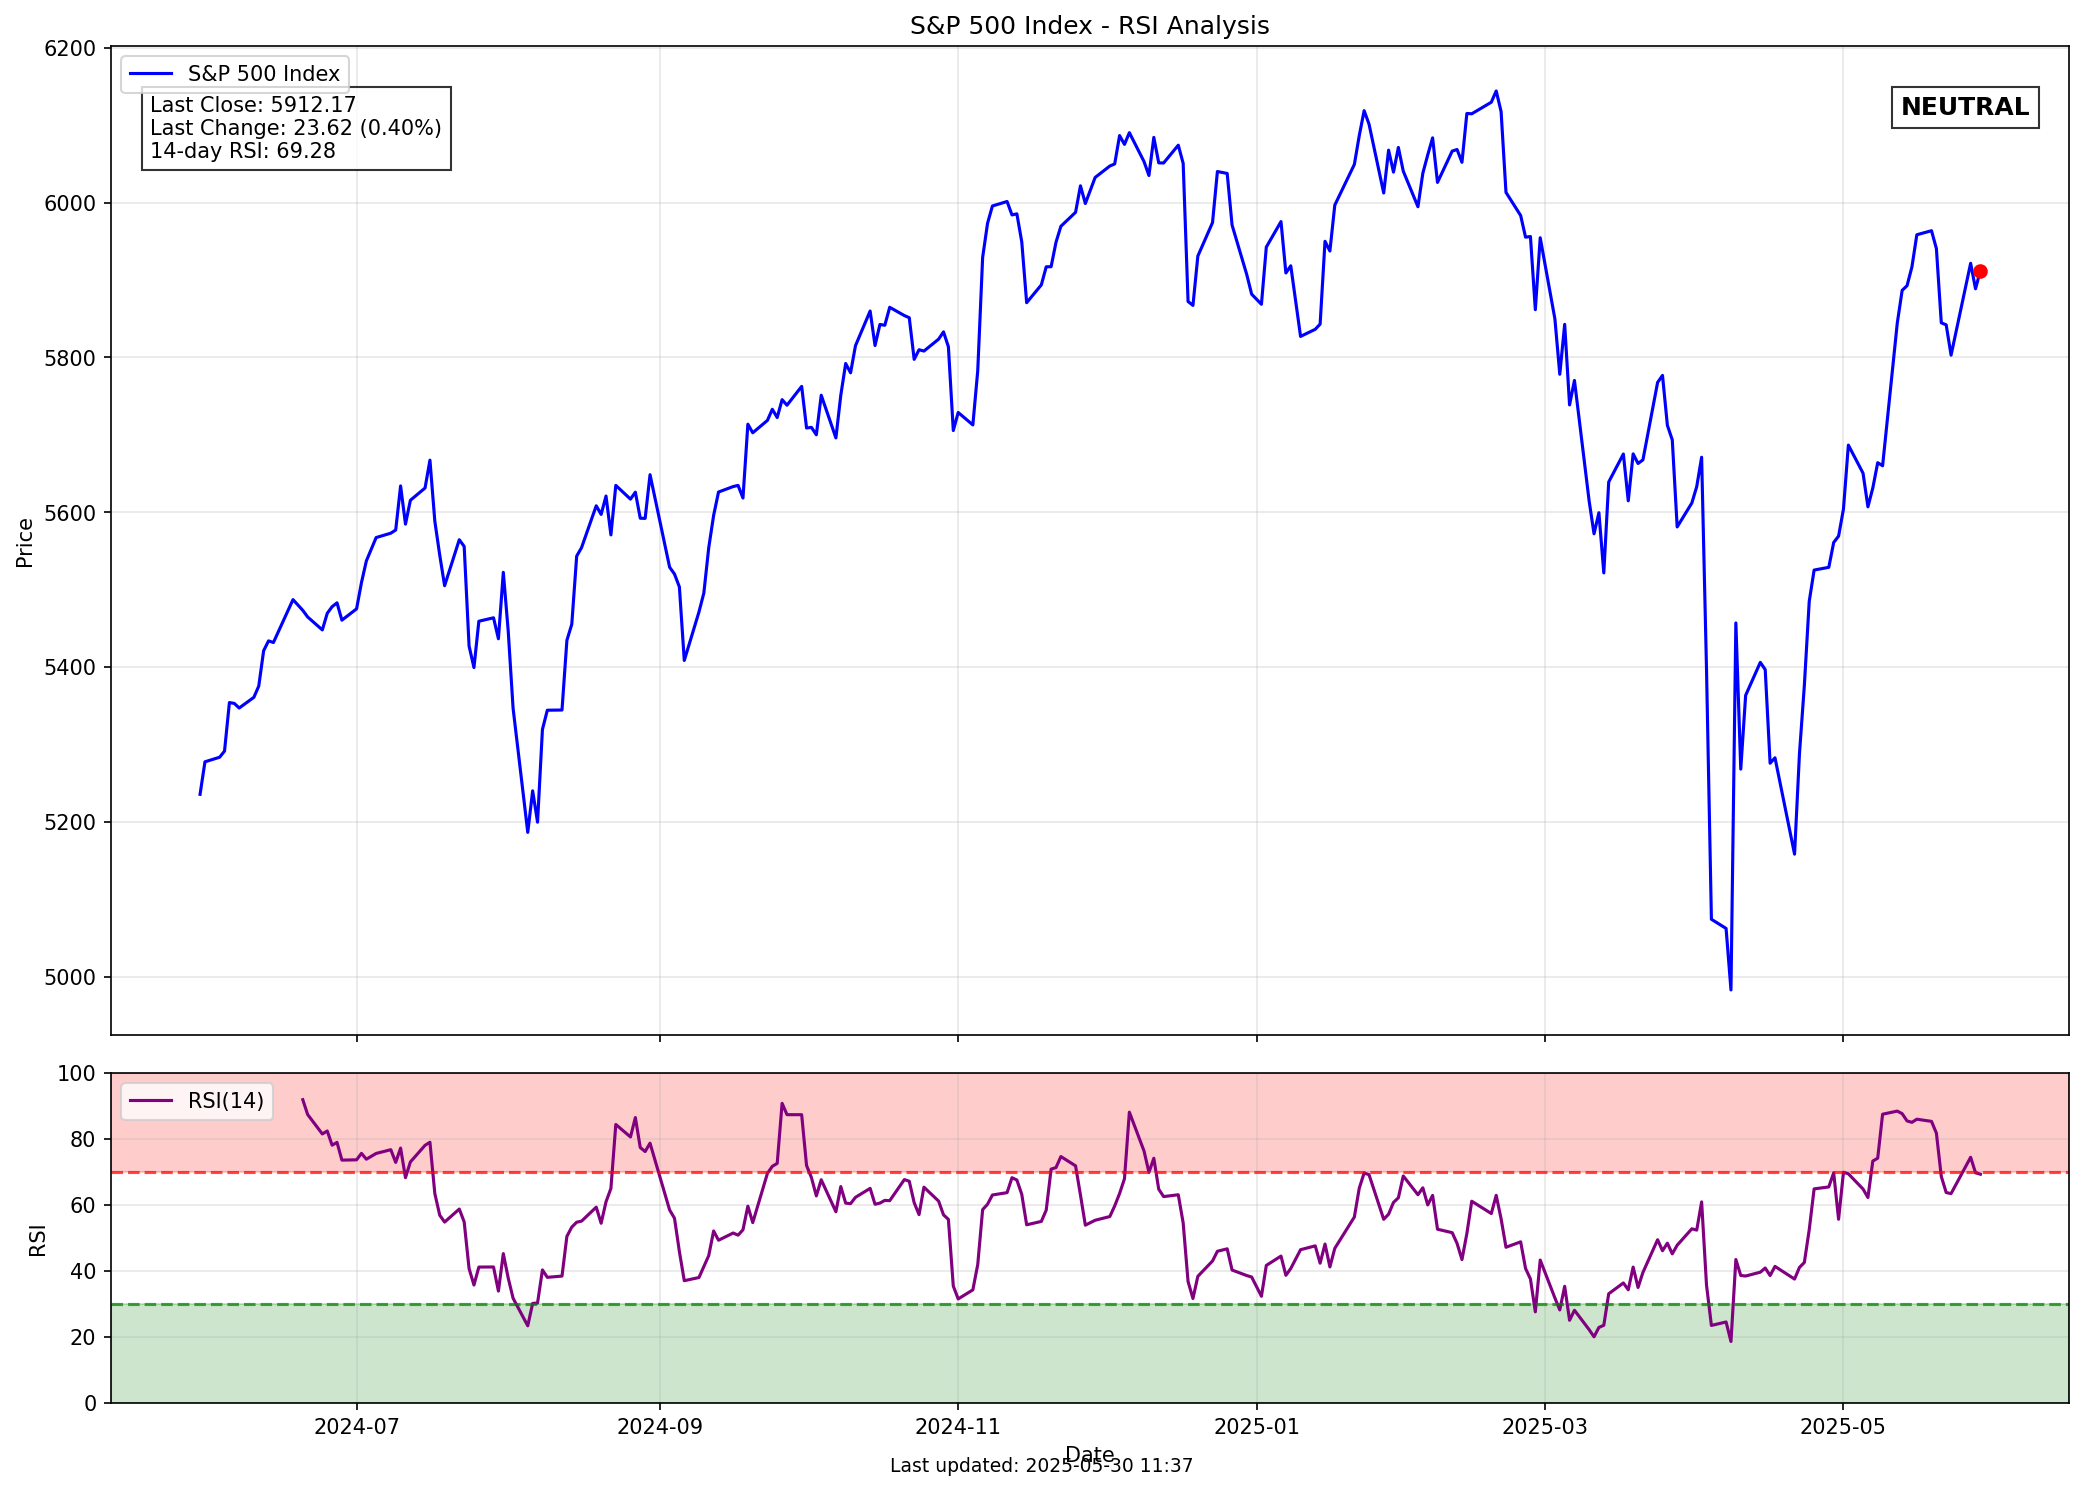 S&P 500 Index - RSI Analysis
6200
S&P 500 Index
Last Close: 5912.17
Last Change: 23.62 (0.40%)
14-day RSI: 69.28
NEUTRAL
6000
5800
5600
5400
5200
5000
Price
100
RSI(14)
80
60
40
20
0
RSI
2024-07
2024-09
2024-11
2025-01
2025-03
2025-05
Date
Last updated: 2025-05-30 11:37